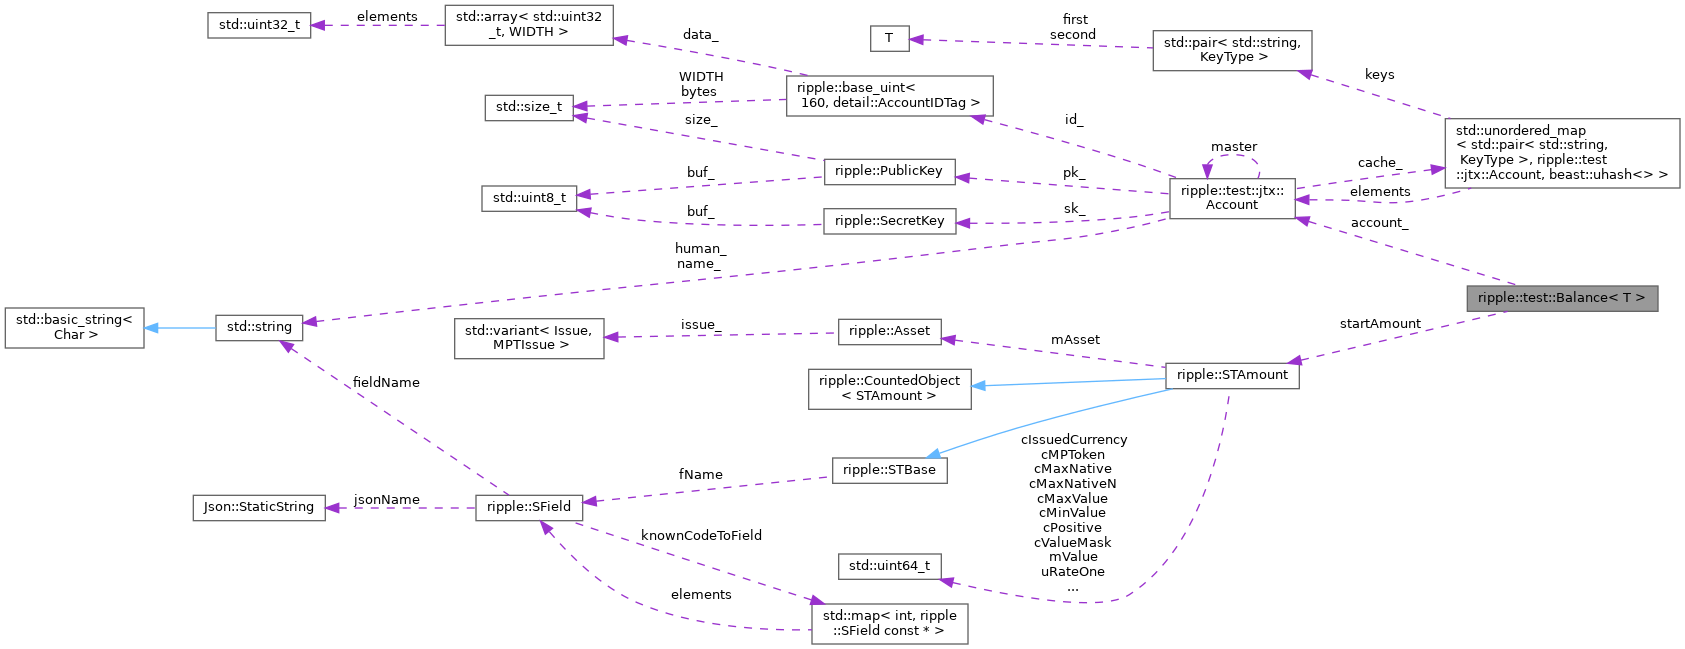 std::uint32_t
elements
std::array< std::uint32
_t, WIDTH >
data_
T
first
second
std::pair< std::string,
KeyType >
keys
WIDTH
bytes
ripple::base_uint<
160, detail::AccountIDTag >
std::size_t
size_
id_
std::unordered_map
< std::pair< std::string,
KeyType >, ripple::test
::jtx::Account, beast::uhash<> >
master
cache_
elements
buf_
ripple::PublicKey
pk_
std::uint8_t
ripple::test::jtx::
Account
buf_
ripple::SecretKey
sk_
account_
human_
name_
ripple::test::Balance< T >
std::basic_string<
Char >
std::string
std::variant< Issue,
MPTIssue >
issue_
ripple::Asset
mAsset
startAmount
ripple::STAmount
fieldName
ripple::CountedObject
< STAmount >
cIssuedCurrency
cMPToken
cMaxNative
cMaxNativeN
cMaxValue
cMinValue
cPositive
cValueMask
mValue
uRateOne
...
ripple::STBase
fName
Json::StaticString
jsonName
ripple::SField
knownCodeToField
std::uint64_t
elements
std::map< int, ripple
::SField const * >